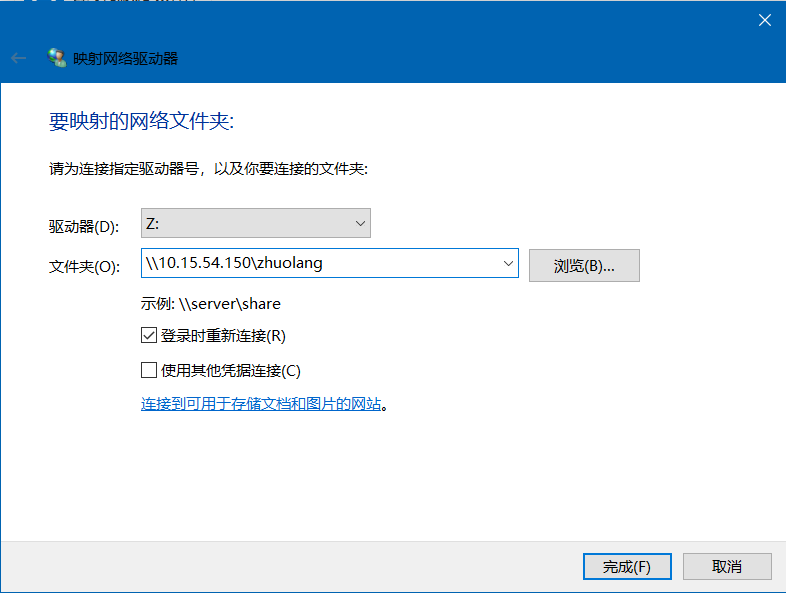 映射网络驱动器
要映射的网络文件夹:
请为连接指定驱动器号，以及你要连接的文件夹:
驱动器(D): Z:
文件夹(O): \\10.15.54.150\zhuolang 浏览(B)...
示例: \\server\share
登录时重新连接(R)
使用其他凭据连接(C)
连接到可用于存储文档和图片的网站。
完成(F) 取消